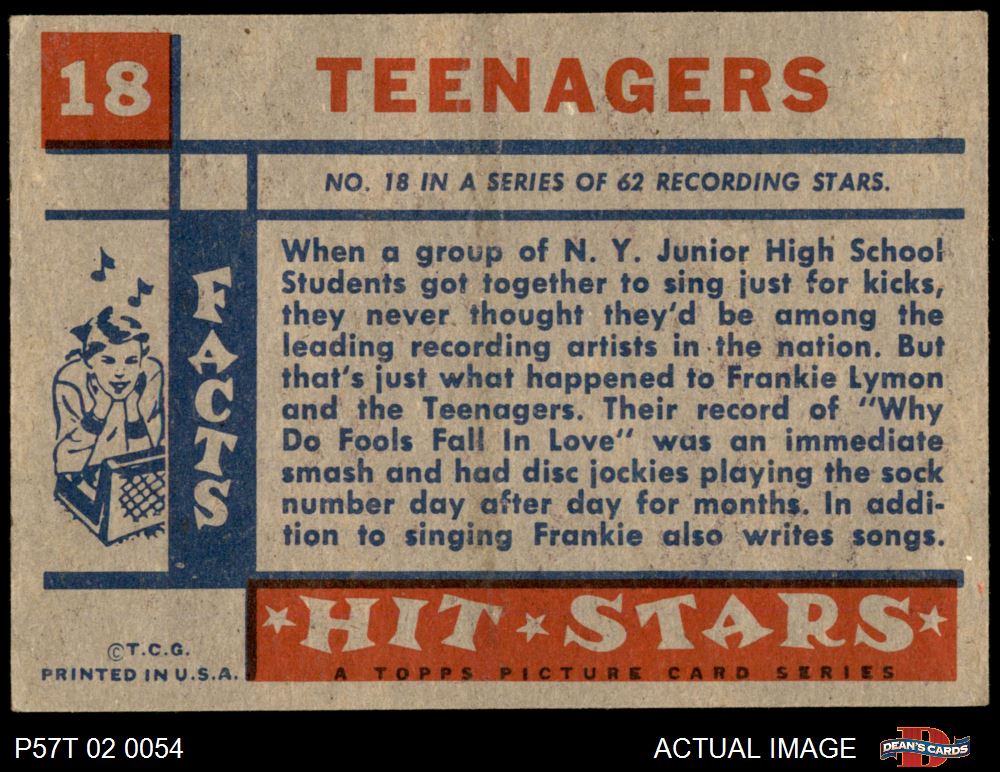 18
TEENAGERS
NO. 18 IN A SERIES OF 62 RECORDING STARS.
FACTS
When a group of N. Y. Junior High School
Students got together to sing just for kicks,
they never thought they'd be among the
leading recording artists in the nation. But
that's just what happened to Frankie Lymon
and the Teenagers. Their record of "Why
Do Fools Fall In Love" was an immediate
smash and had disc jockies playing the sock
number day after day for months. In addi-
tion to singing Frankie also writes songs.
HIT STARS
A TOPPS PICTURE CARD SERIES
©T.C.G.
PRINTED IN U.S.A.
P57T 02 0054
ACTUAL IMAGE
D
DEAN'S CARDS